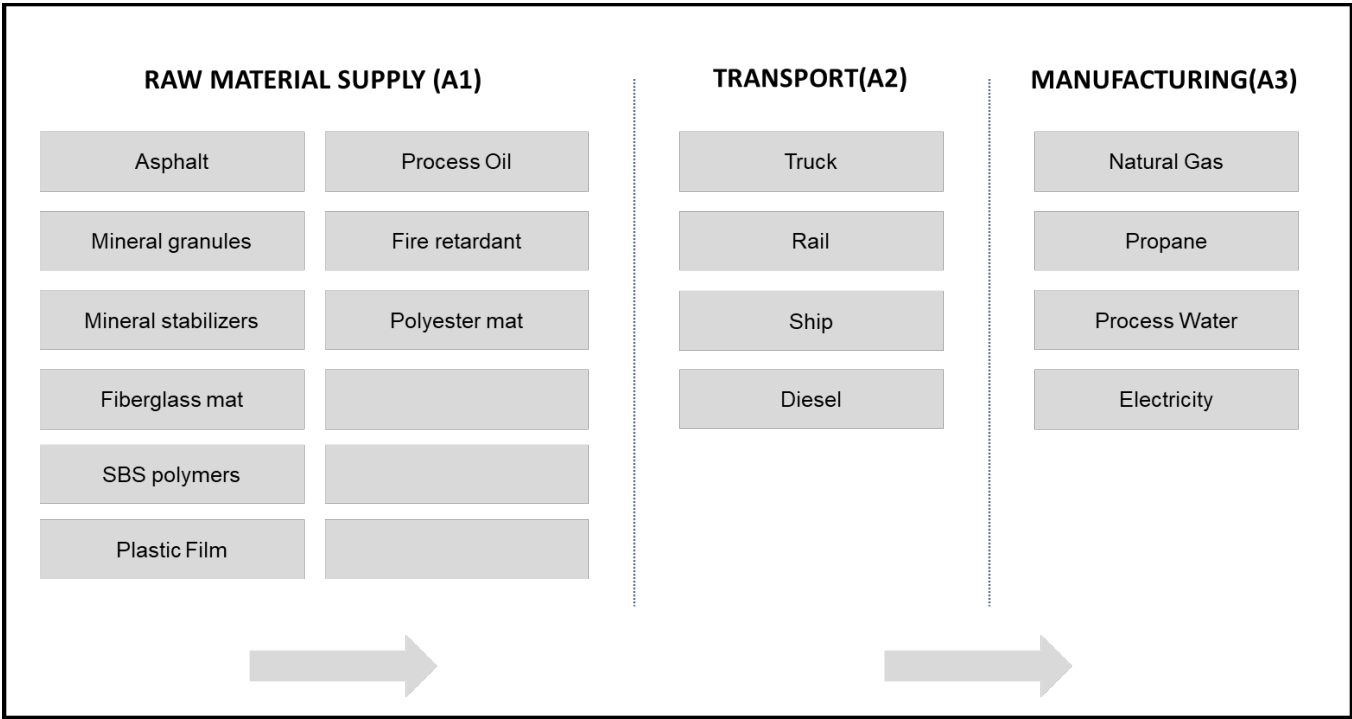 RAW MATERIAL SUPPLY (A1)
Asphalt
Process Oil
Mineral granules
Fire retardant
Mineral stabilizers
Polyester mat
Fiberglass mat
SBS polymers
Plastic Film
TRANSPORT(A2)
Truck
Rail
Ship
Diesel
MANUFACTURING(A3)
Natural Gas
Propane
Process Water
Electricity